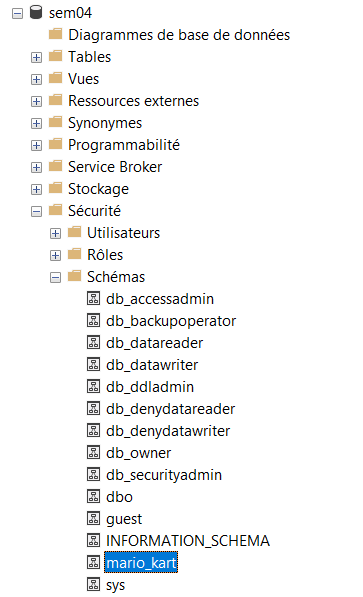 sem04
Diagrammes de base de données
Tables
Vues
Ressources externes
Synonymes
Programmabilité
Service Broker
Stockage
Sécurité
Utilisateurs
Rôles
Schémas
db_accessadmin
db_backupoperator
db_datareader
db_datawriter
db_ddladmin
db_denydatareader
db_denydatawriter
db_owner
db_securityadmin
dbo
guest
INFORMATION_SCHEMA
mario_kart
sys